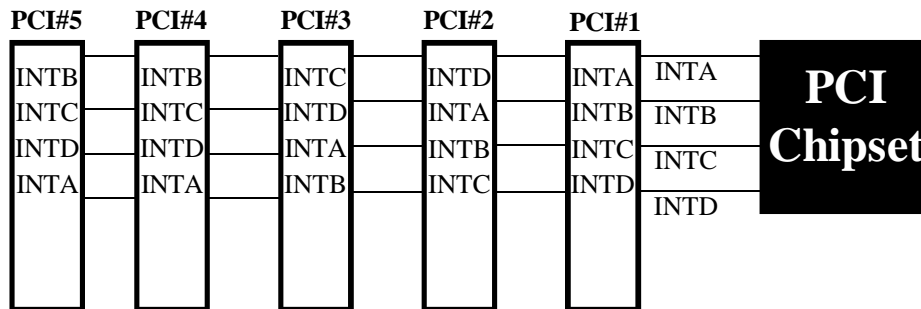 PCI#5 PCI#4 PCI#3 PCI#2 PCI#1
INTB INTB INTC INTD INTA INTA
INTC INTC INTD INTA INTB INTB
INTD INTD INTA INTB INTC INTC
INTA INTA INTB INTC INTD INTD
PCI
Chipset